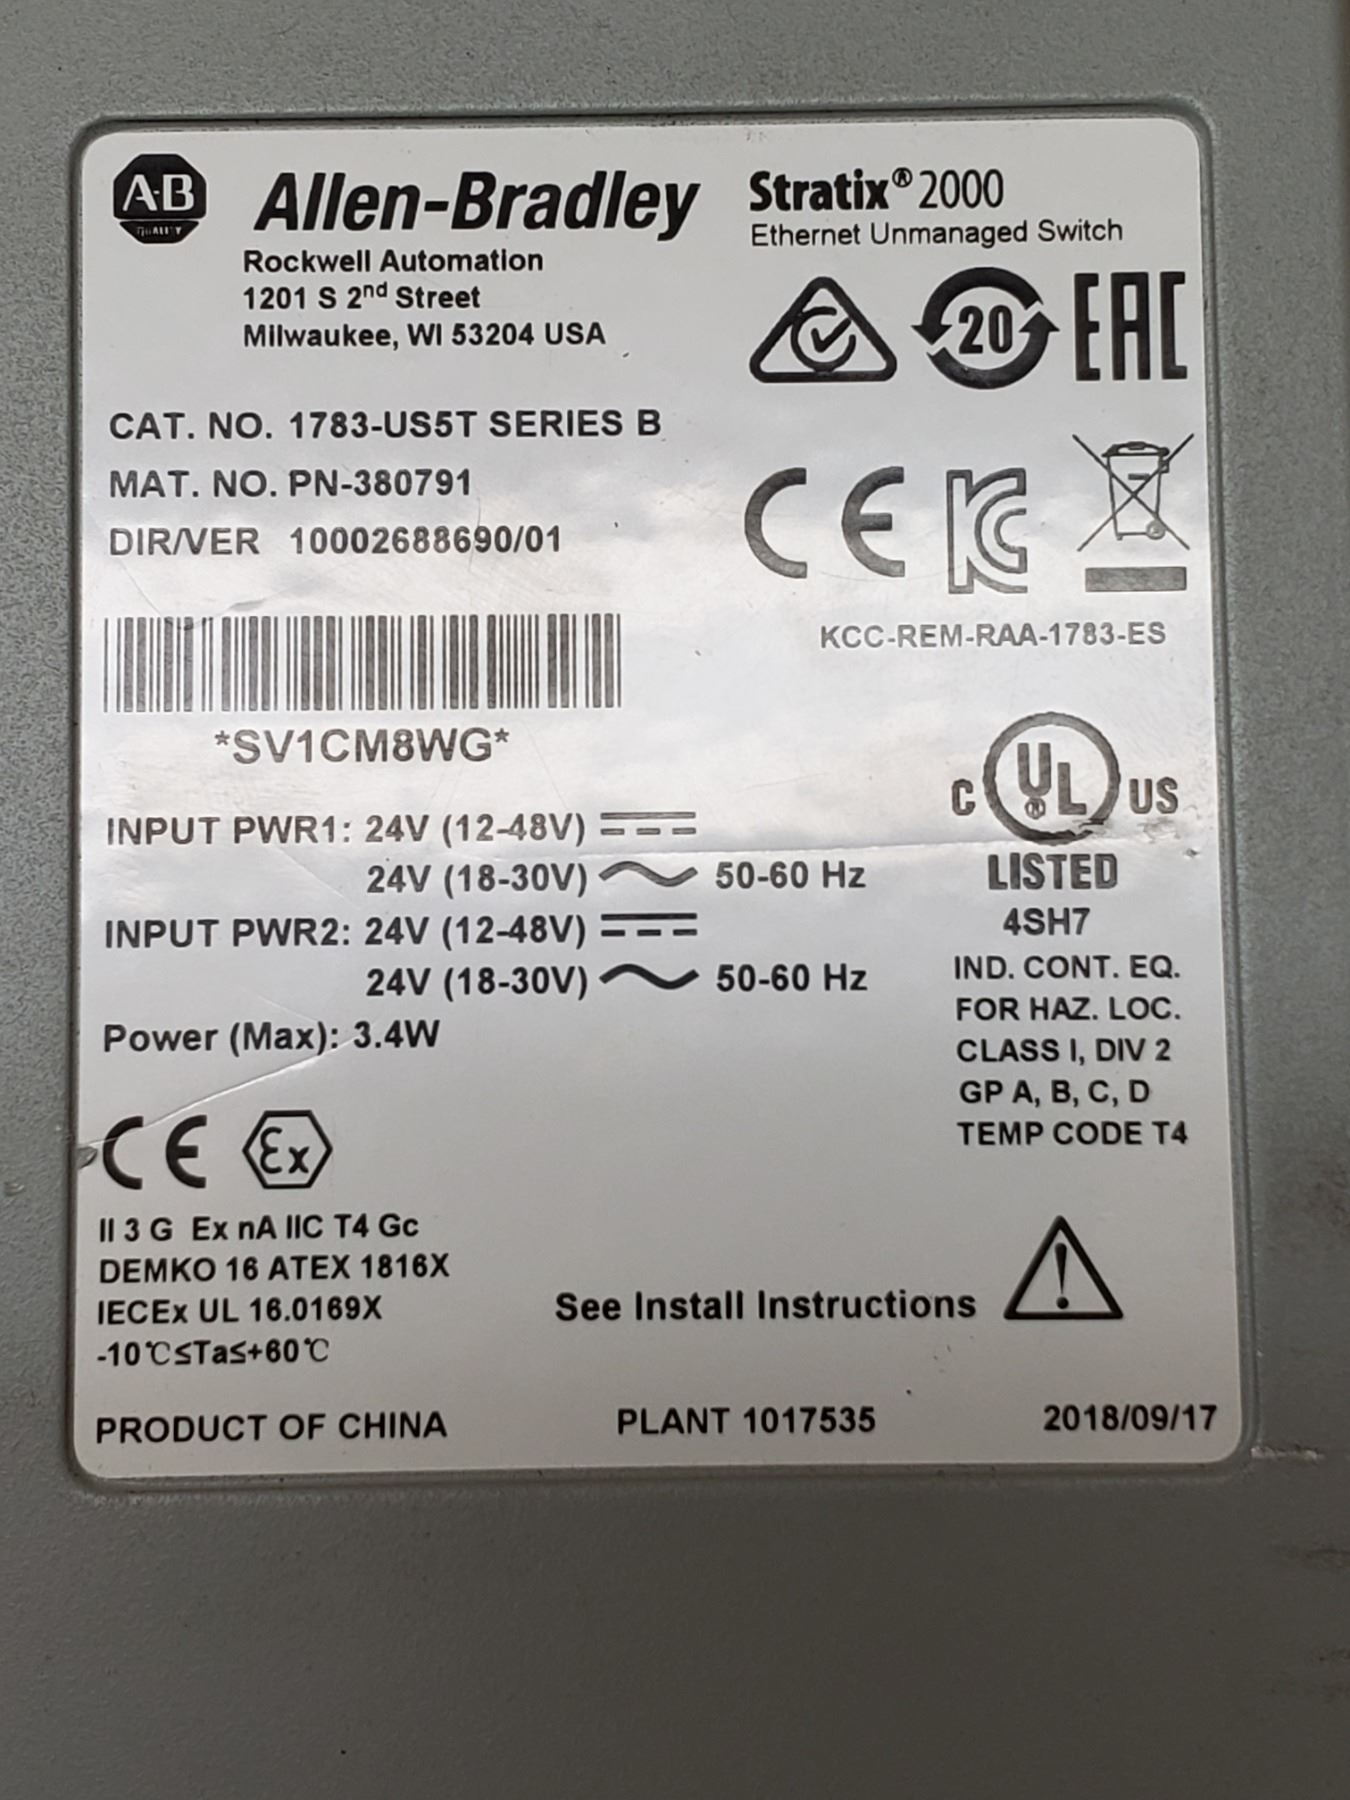 A-B
QUALITY
Allen-Bradley
Rockwell Automation
1201 S 2nd Street
Milwaukee, WI 53204 USA
Stratix® 2000
Ethernet Unmanaged Switch
20
EAC
CAT. NO. 1783-US5T SERIES B
MAT. NO. PN-380791
DIR/VER 10002688690/01
CE
KC
KCC-REM-RAA-1783-ES
*SV1CM8WG*
C UL® US
LISTED
4SH7
IND. CONT. EQ.
FOR HAZ. LOC.
CLASS I, DIV 2
GP A, B, C, D
TEMP CODE T4
INPUT PWR1: 24V (12-48V)
24V (18-30V) 50-60 Hz
INPUT PWR2: 24V (12-48V)
24V (18-30V) 50-60 Hz
Power (Max): 3.4W
CE Ex
II 3 G Ex nA IIC T4 Gc
DEMKO 16 ATEX 1816X
IECEx UL 16.0169X
-10℃≤Ta≤+60℃
See Install Instructions !
PRODUCT OF CHINA PLANT 1017535 2018/09/17